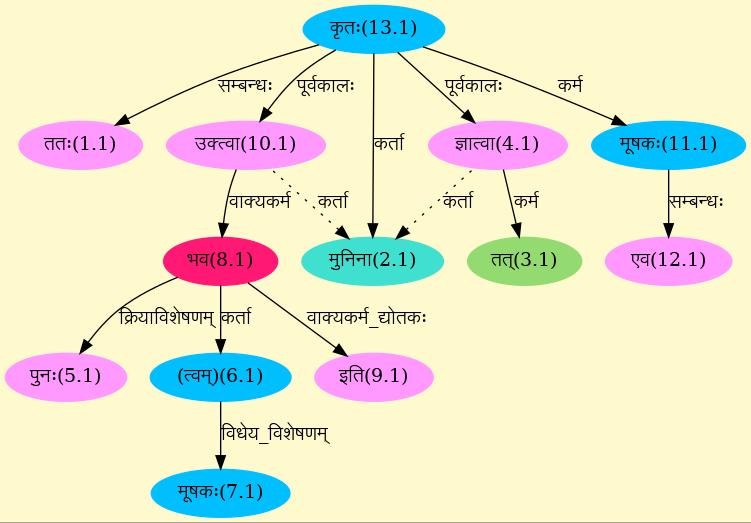 कृतः(13.1)
सम्बन्धः पूर्वकालः पूर्वकालः कर्म
ततः(1.1) उक्त्वा(10.1) कर्ता ज्ञात्वा(4.1) मूषकः(11.1)
वाक्यकर्म कर्ता कर्ता कर्म सम्बन्धः
भव(8.1) मुनिना(2.1) तत्(3.1) एव(12.1)
क्रियाविशेषणम् कर्ता वाक्यकर्म_द्योतकः
पुनः(5.1) (त्वम्)(6.1) इति(9.1)
विधेय_विशेषणम्
मूषकः(7.1)